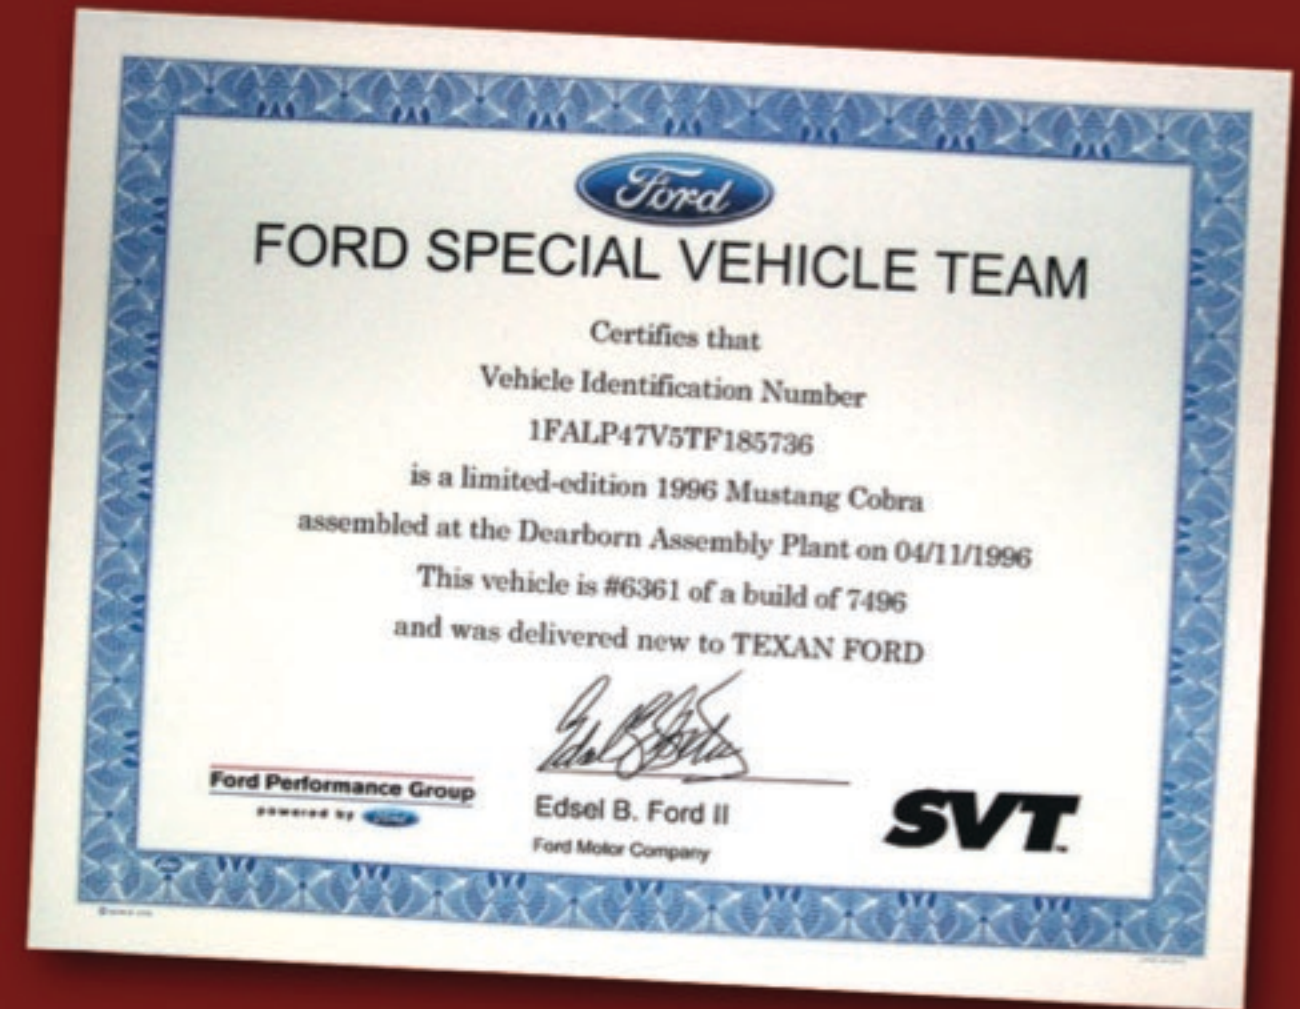 Ford
FORD SPECIAL VEHICLE TEAM
Certifies that
Vehicle Identification Number
1FALP47V5TF185736
is a limited-edition 1996 Mustang Cobra
assembled at the Dearborn Assembly Plant on 04/11/1996
This vehicle is #6361 of a build of 7496
and was delivered new to TEXAN FORD
Ford Performance Group
powered by Ford
Edsel B. Ford II
Ford Motor Company
SVT